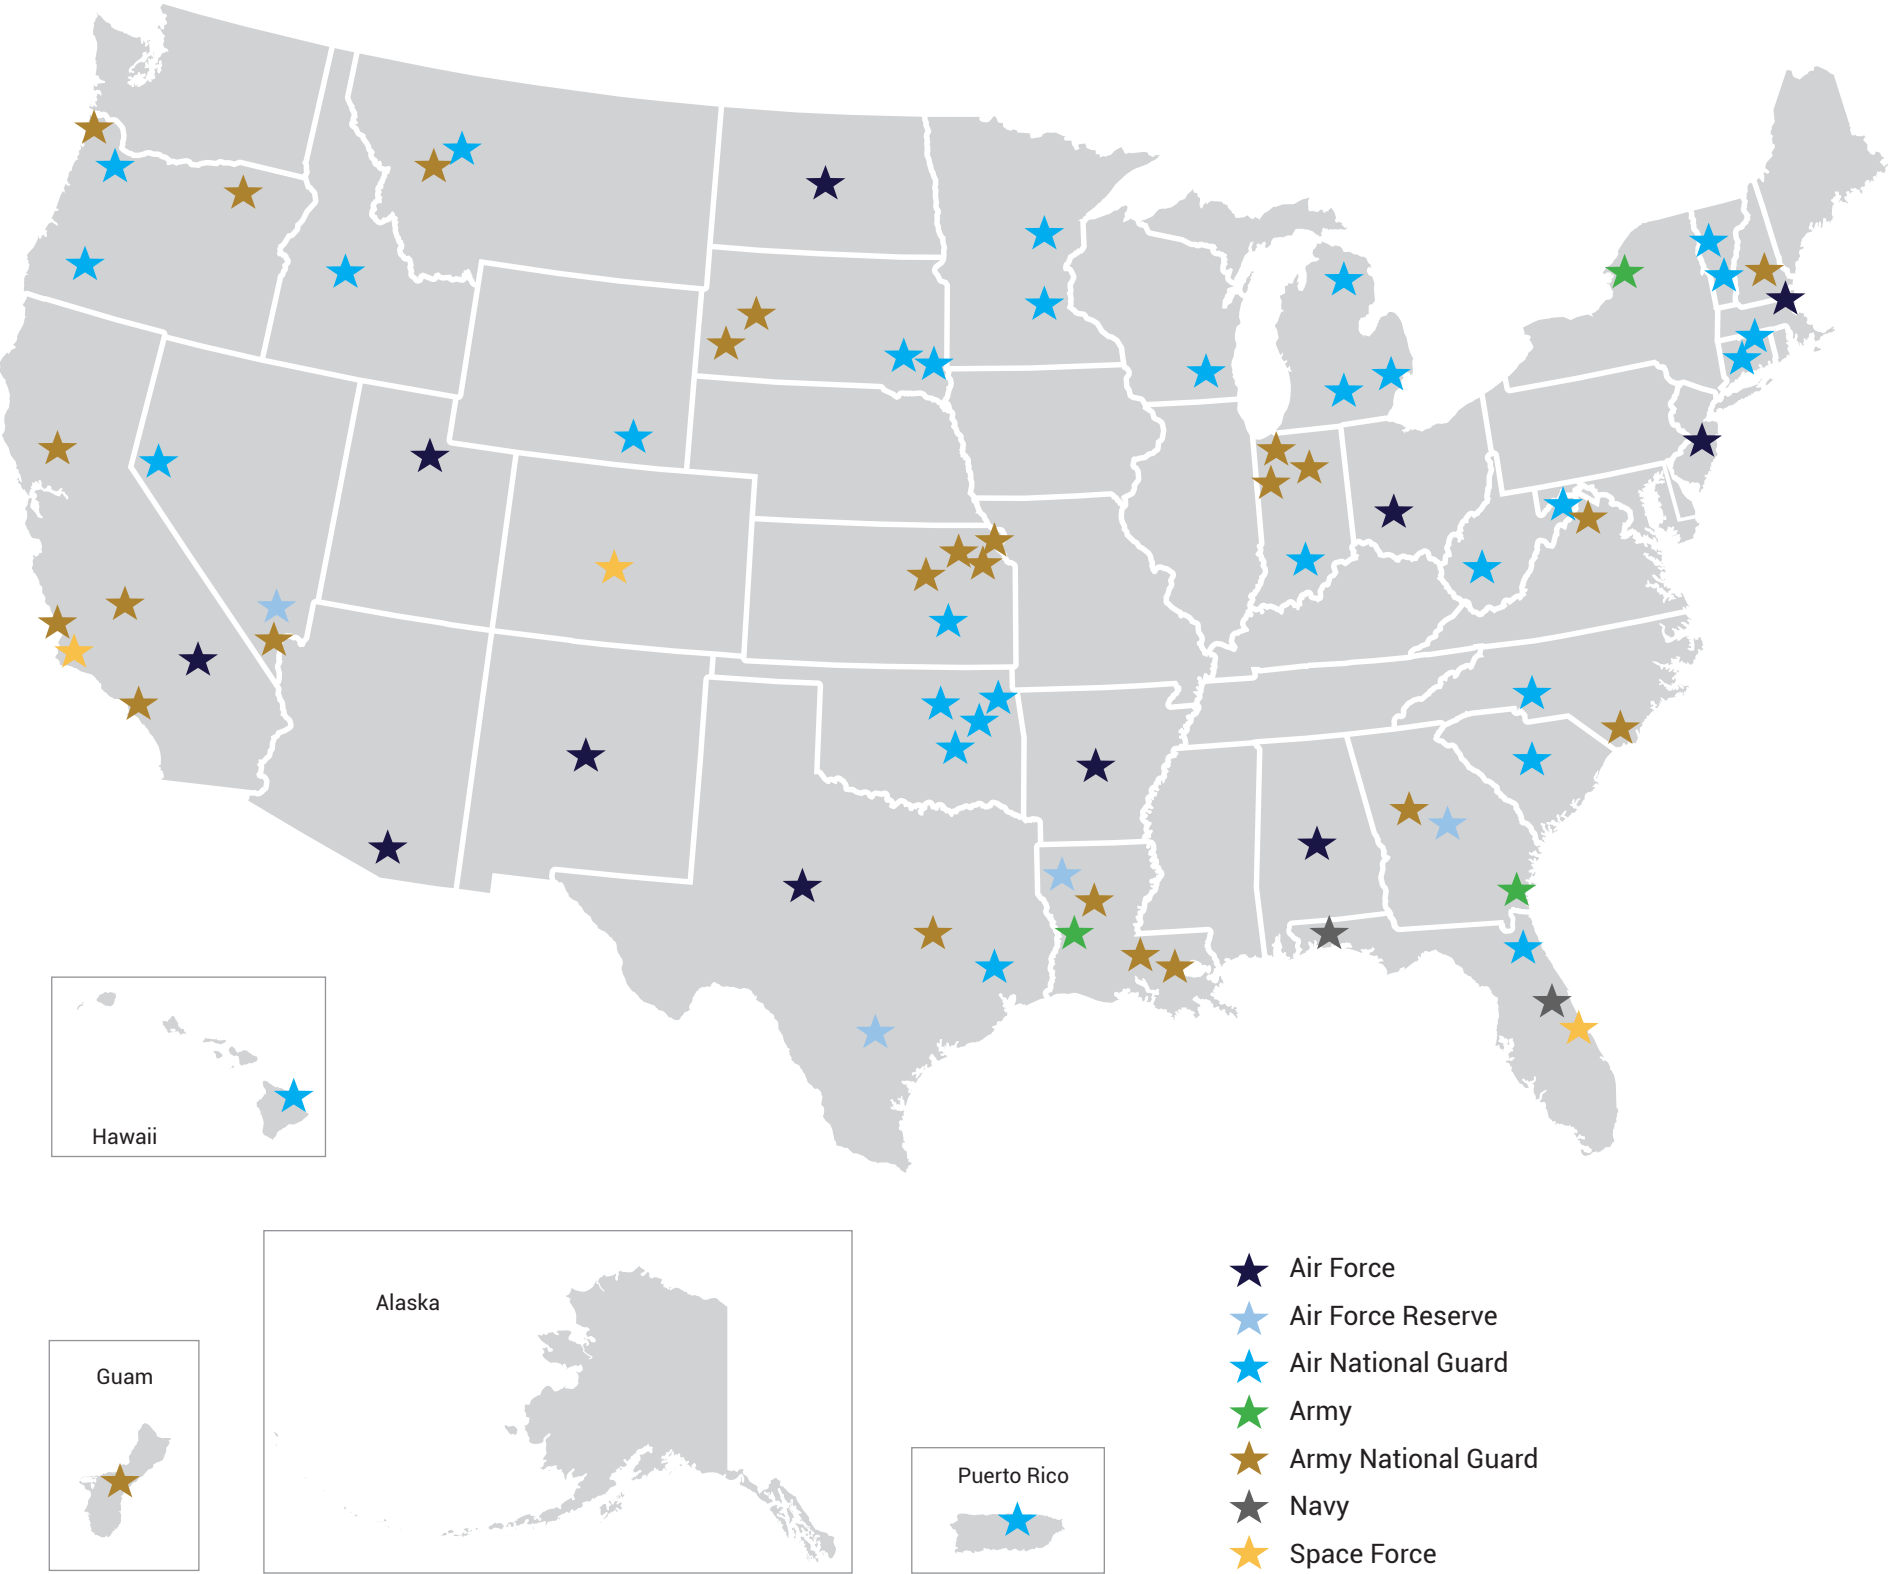 Hawaii
Alaska
Guam
Puerto Rico
Air Force
Air Force Reserve
Air National Guard
Army
Army National Guard
Navy
Space Force